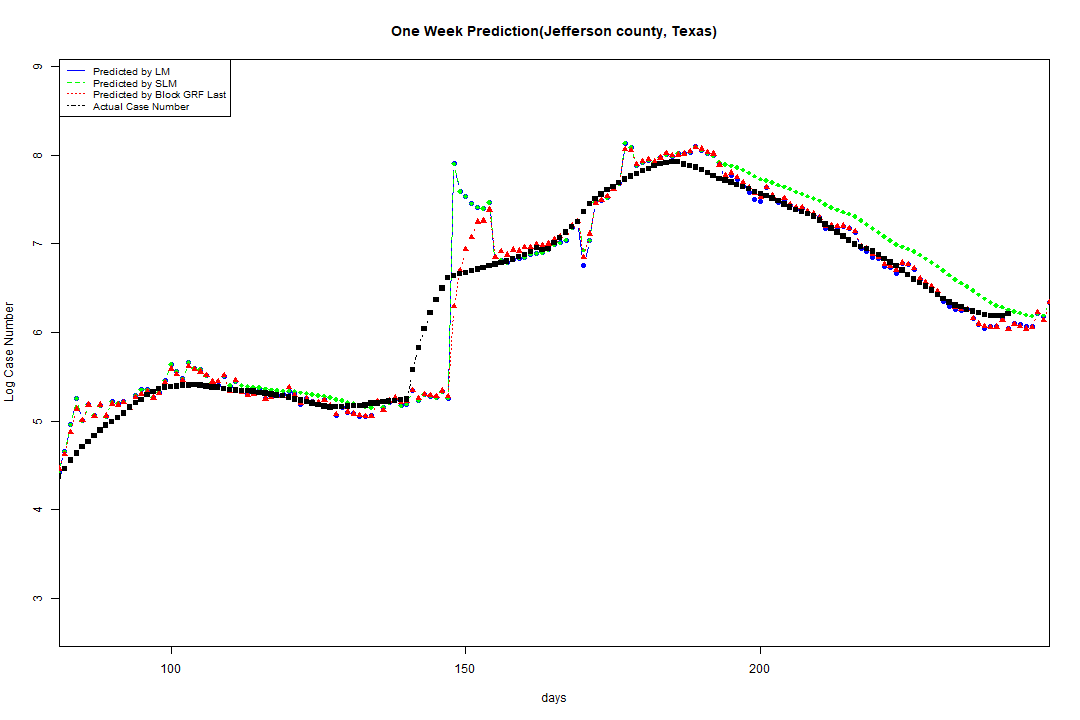 One Week Prediction(Jefferson county, Texas)
Predicted by LM
Predicted by SLM
Predicted by Block GRF Last
Actual Case Number
9
8
7
6
5
4
3
Log Case Number
100 150 200
days